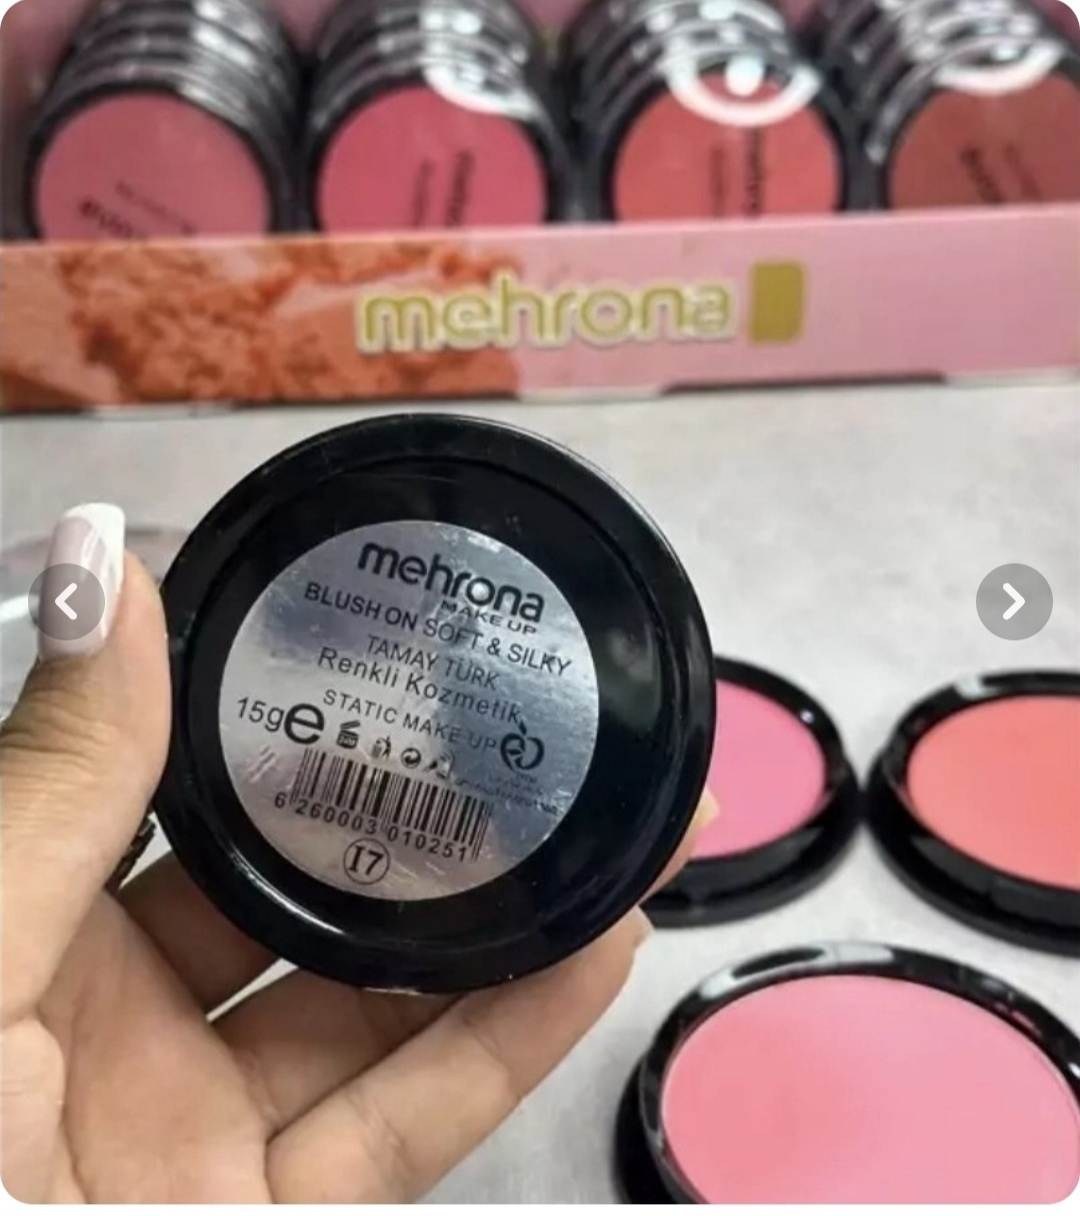 mehrona
mehrona
MAKE UP
BLUSH ON SOFT & SILKY
TAMAY TÜRK
Renkli Kozmetik
STATIC MAKE UP
15g e
6 260003 010251
17